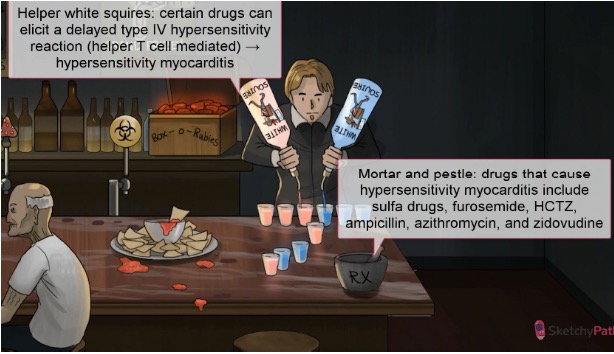 Helper white squires: certain drugs can
elicit a delayed type IV hypersensitivity
reaction (helper T cell mediated) →
hypersensitivity myocarditis
SQUIRE
WHITE
SQUIRE
WHITE
Box-o-Rubies
Mortar and pestle: drugs that cause
hypersensitivity myocarditis include
sulfa drugs, furosemide, HCTZ,
ampicillin, azithromycin, and zidovudine
RX
SketchyPath